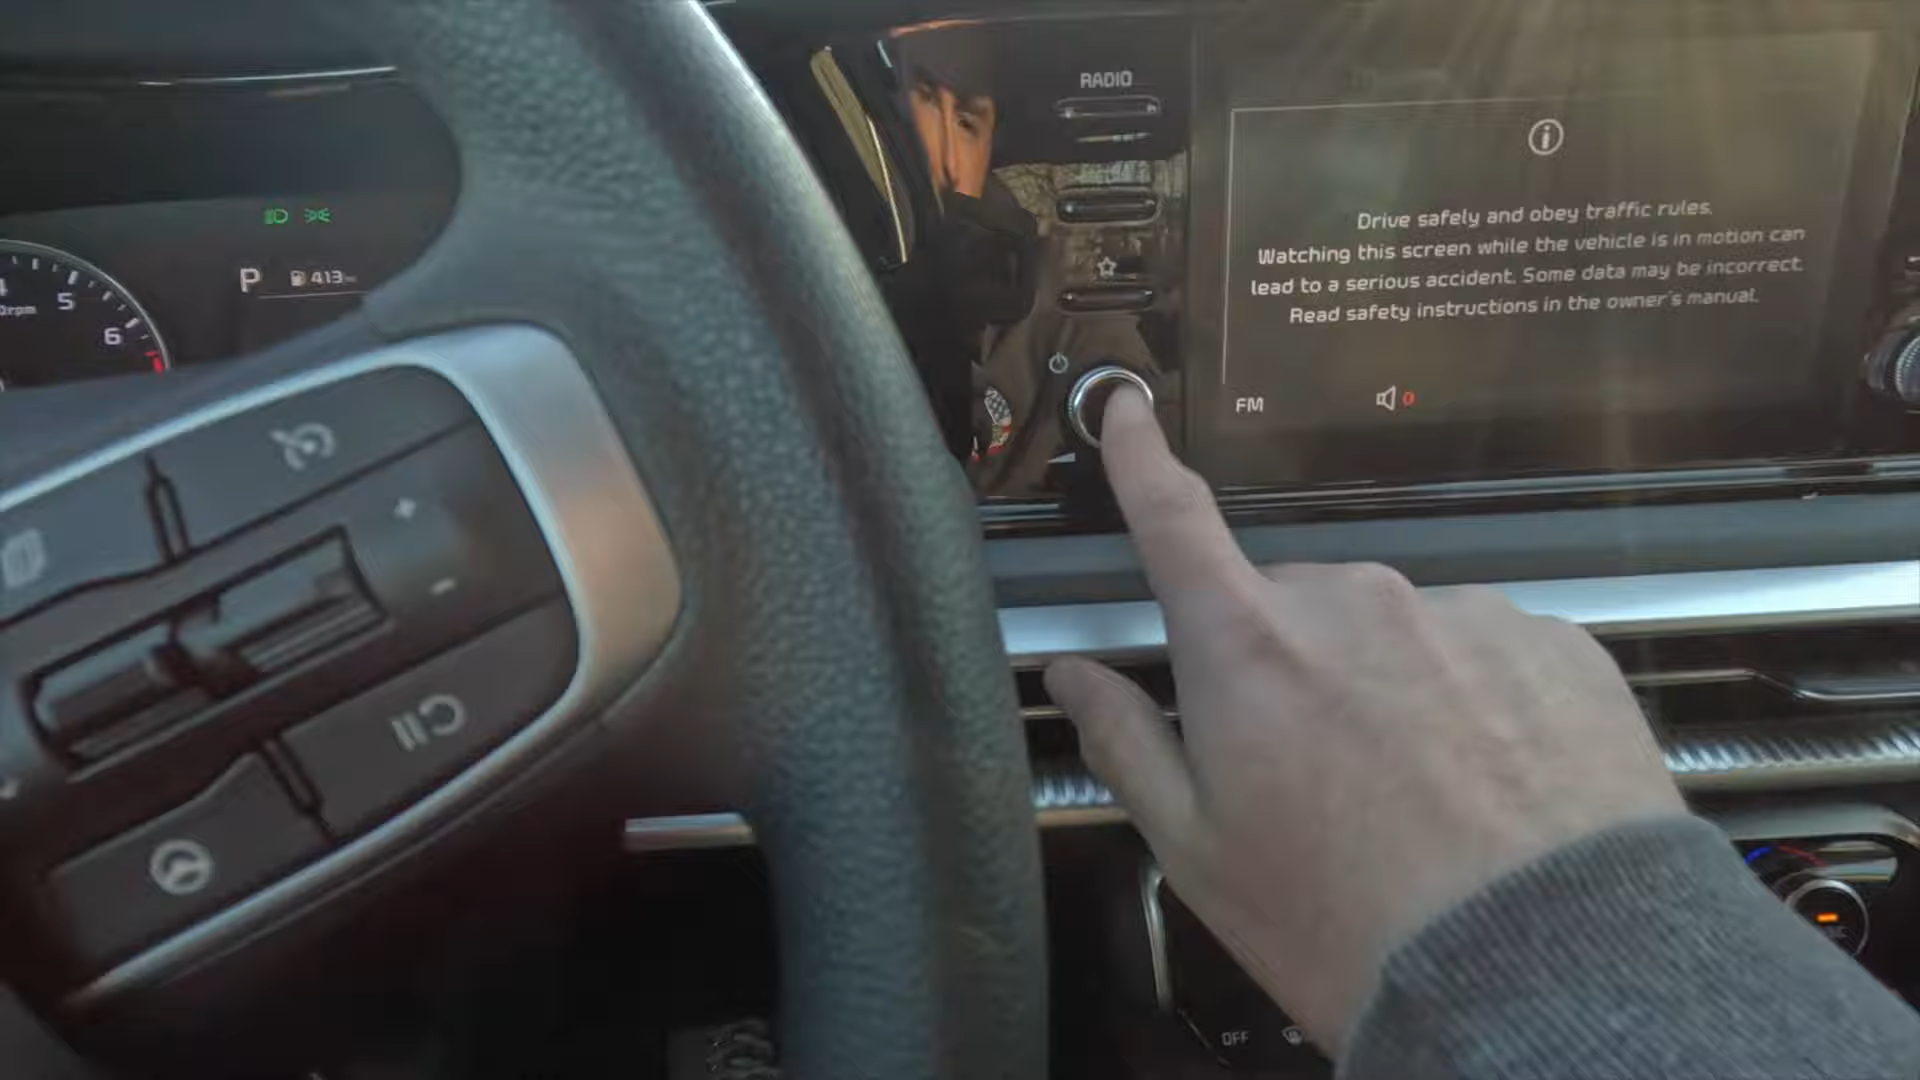 RADIO
Drive safely and obey traffic rules.
Watching this screen while the vehicle is in motion can
lead to a serious accident. Some data may be incorrect.
Read safety instructions in the owner's manual.
FM
0
P
413
5
6
+
-
OFF